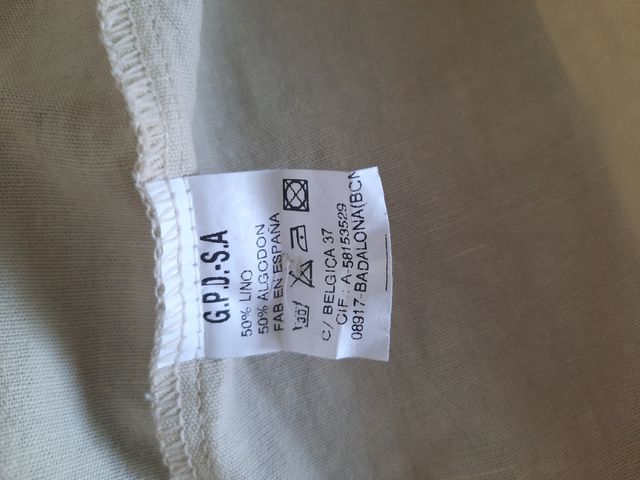 G.P.D.-S.A
50% LINO
50% ALGODON
FAB EN ESPAÑA
30
C/ BELGICA 37
CIF.: A-58153529
08917-BADALONA(BCN